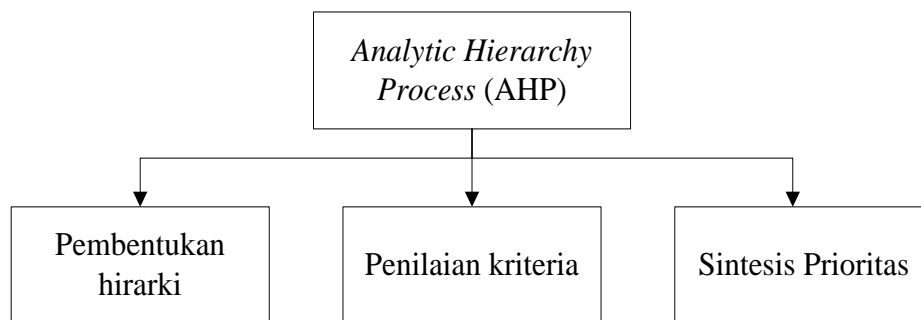 Analytic Hierarchy
Process (AHP)
Pembentukan
hirarki
Penilaian kriteria
Sintesis Prioritas